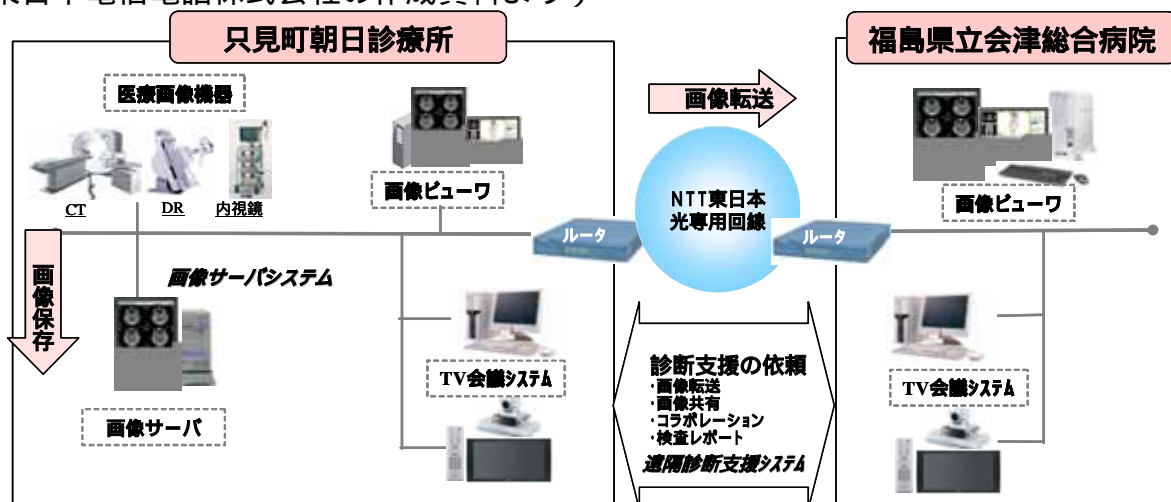 東日本電信電話株式会社の作成資料より
只見町朝日診療所
福島県立会津総合病院
医療画像機器
画像転送
CT
DR
内視鏡
画像ビューワ
NTT東日本
光専用回線
画像ビューワ
ルータ
ルータ
画像保存
画像サーバシステム
画像サーバ
TV会議システム
診断支援の依頼
・画像転送
・画像共有
・コラボレーション
・検査レポート
遠隔診断支援システム
TV会議システム